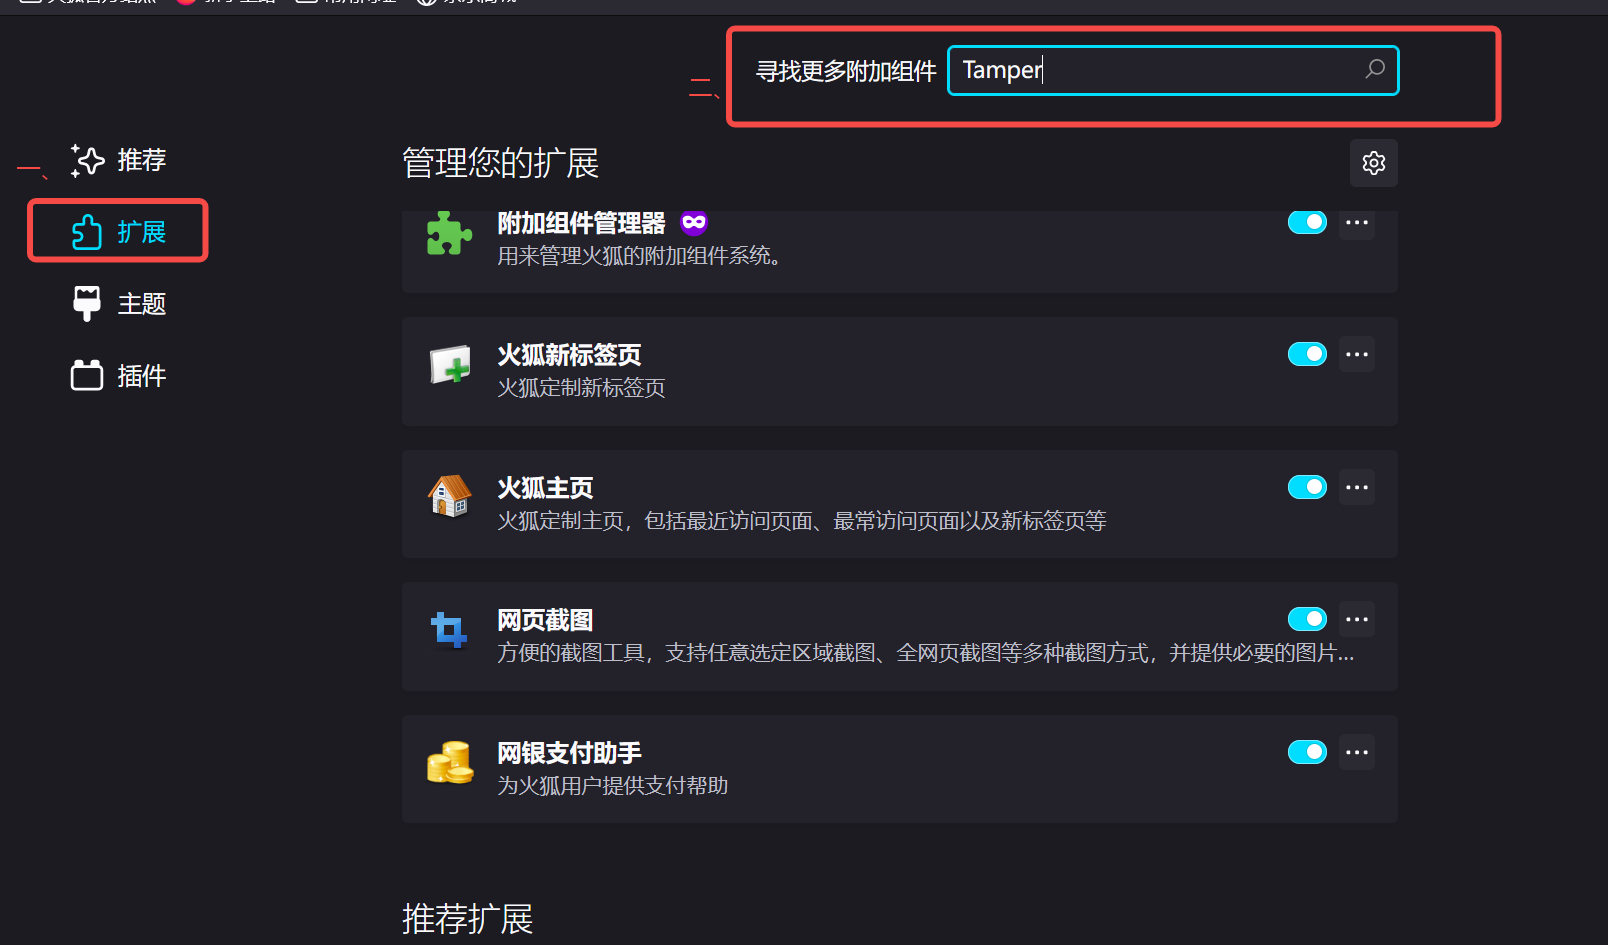 寻找更多附加组件 Tamper
二、
一、
推荐
扩展
主题
插件
管理您的扩展
附加组件管理器
用来管理火狐的附加组件系统。
火狐新标签页
火狐定制新标签页
火狐主页
火狐定制主页，包括最近访问页面、最常访问页面以及新标签页等
网页截图
方便的截图工具，支持任意选定区域截图、全网页截图等多种截图方式，并提供必要的图片...
网银支付助手
为火狐用户提供支付帮助
推荐扩展